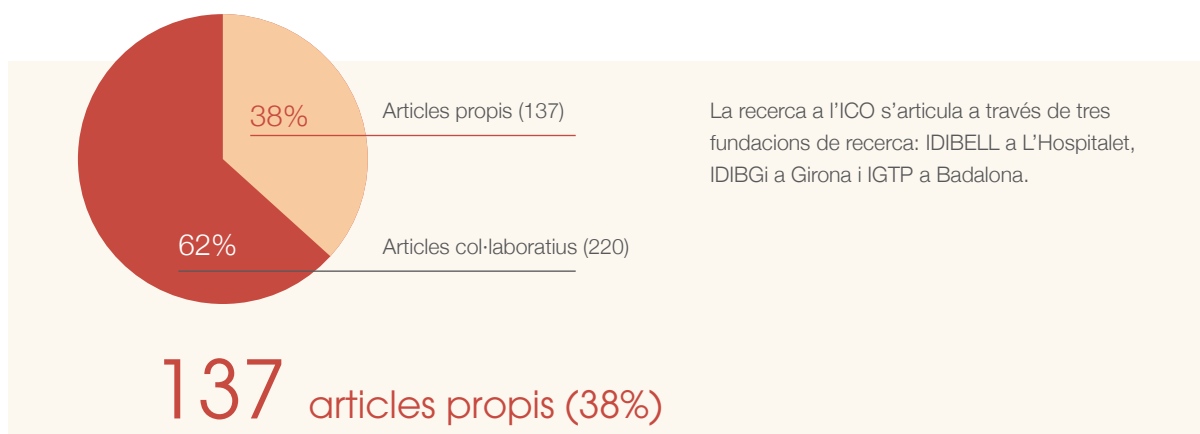 38%
Articles propis (137)
62%
Articles col·laboratius (220)
La recerca a l’ICO s’articula a través de tres
fundacions de recerca: IDIBELL a L’Hospitalet,
IDIBGi a Girona i IGTP a Badalona.
137 articles propis (38%)